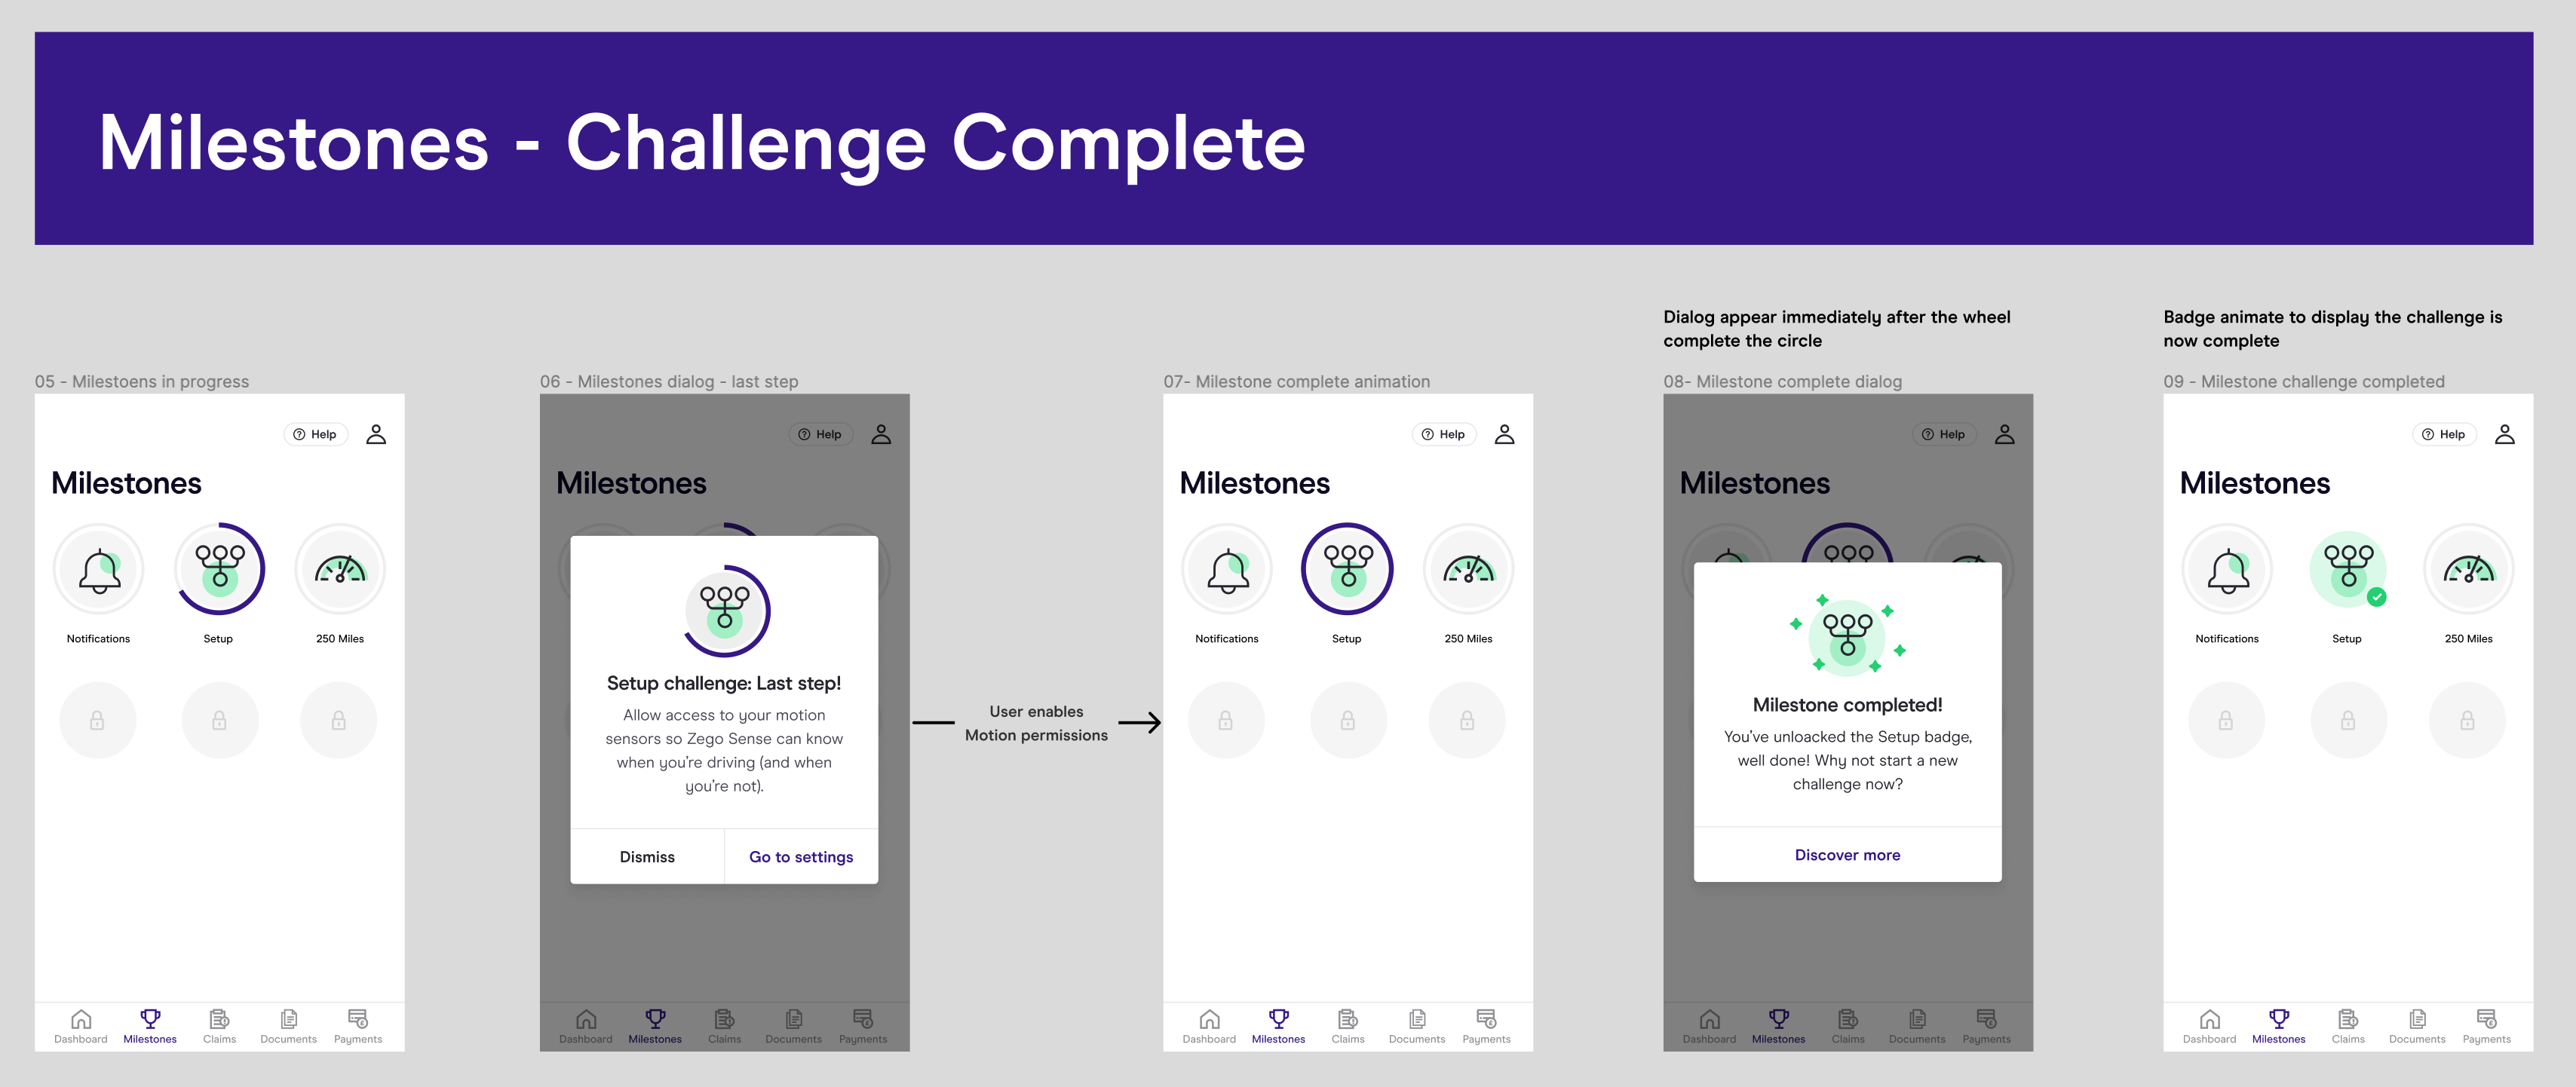 Milestones - Challenge Complete
05 - Milestoens in progress
Help
Milestones
Notifications
Setup
250 Miles
Dashboard
Milestones
Claims
Documents
Payments
06 - Milestones dialog - last step
Help
Milestones
Setup challenge: Last step!
Allow access to your motion
sensors so Zego Sense can know
when you're driving (and when
you're not).
Dismiss
Go to settings
Dashboard
Milestones
Claims
Documents
Payments
User enables
Motion permissions
07- Milestone complete animation
Help
Milestones
Notifications
Setup
250 Miles
Dashboard
Milestones
Claims
Documents
Payments
Dialog appear immediately after the wheel
complete the circle
08- Milestone complete dialog
Help
Milestones
Milestone completed!
You've unloacked the Setup badge,
well done! Why not start a new
challenge now?
Discover more
Dashboard
Milestones
Claims
Documents
Payments
Badge animate to display the challenge is
now complete
09 - Milestone challenge completed
Help
Milestones
Notifications
Setup
250 Miles
Dashboard
Milestones
Claims
Documents
Payments